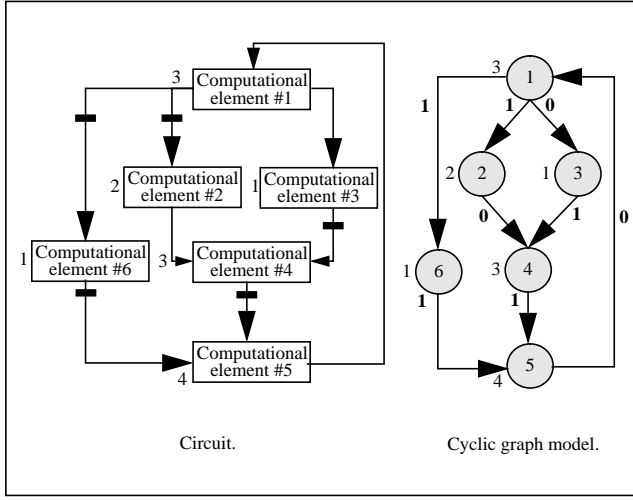 3
Computational
element #1
2
Computational
element #2
1
Computational
element #3
1
Computational
element #6
3
Computational
element #4
Computational
element #5
4
Circuit.
3
1
1
1
0
2
2
1
3
0
1
0
1
6
1
3
4
1
5
4
Cyclic graph model.